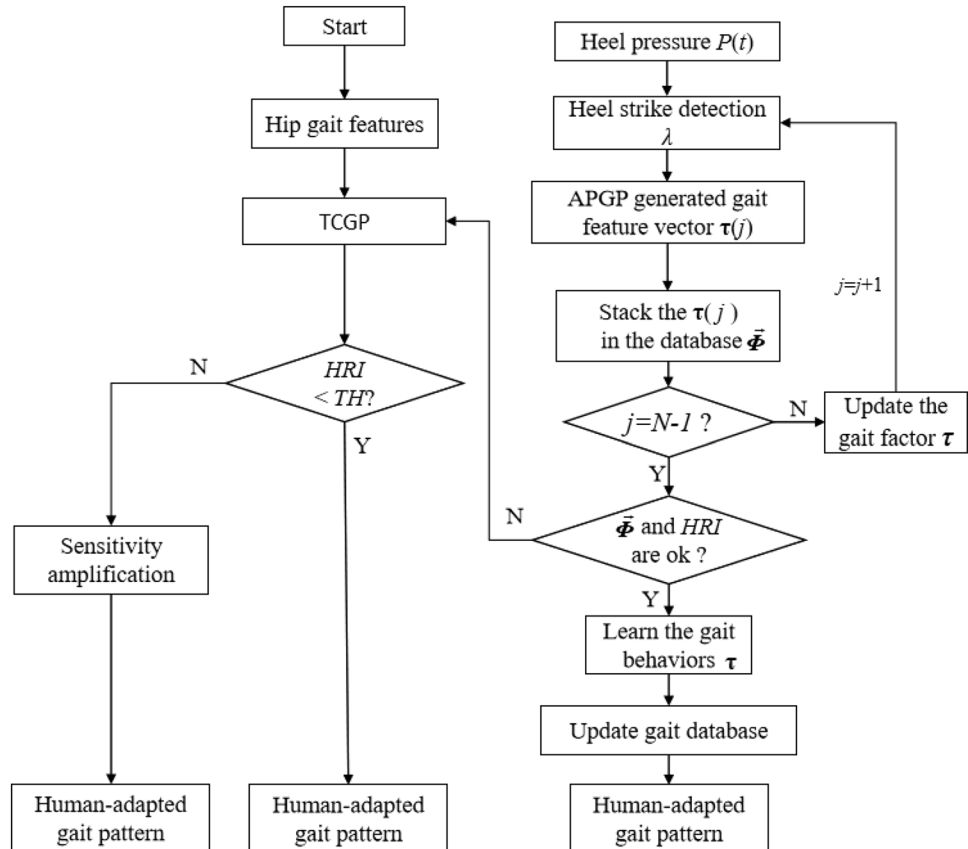 Start
Hip gait features
TCGP
HRI
< TH?
N
Y
Sensitivity
amplification
Human-adapted
gait pattern
Human-adapted
gait pattern
Heel pressure P(t)
Heel strike detection
λ
APGP generated gait
feature vector τ(j)
Stack the τ( j )
in the database Φ⃗
j=N-1 ?
N
Y
Update the
gait factor τ
j=j+1
Φ⃗ and HRI
are ok ?
N
Y
Learn the gait
behaviors τ
Update gait database
Human-adapted
gait pattern